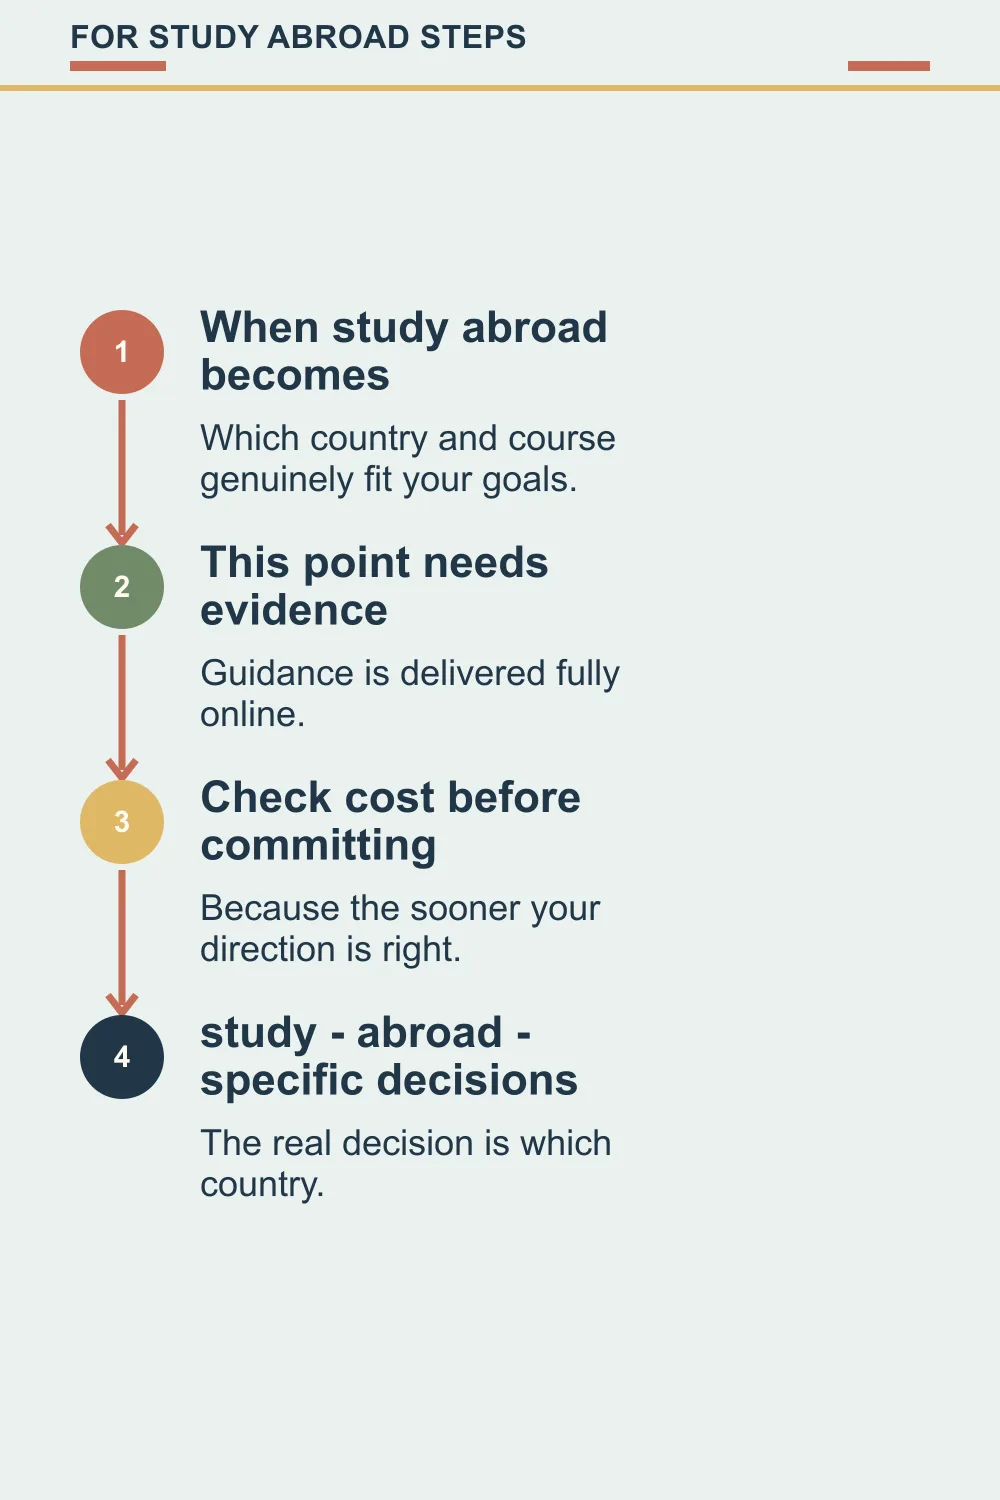 FOR STUDY ABROAD STEPS
1
When study abroad
becomes
Which country and course
genuinely fit your goals.
2
This point needs
evidence
Guidance is delivered fully
online.
3
Check cost before
committing
Because the sooner your
direction is right.
4
study - abroad -
specific decisions
The real decision is which
country.